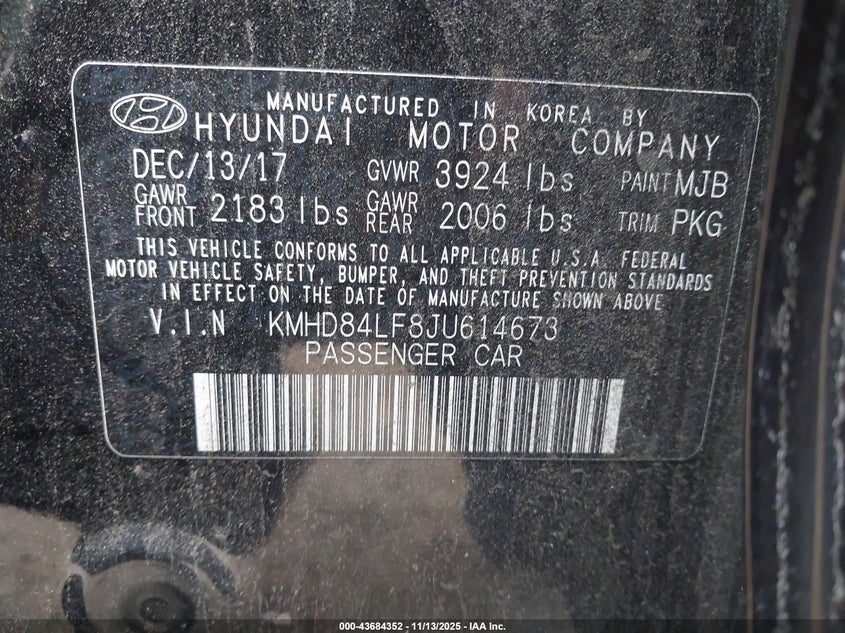 MANUFACTURED IN KOREA BY
HYUNDAI MOTOR COMPANY
DEC/13/17 GVWR 3924 lbs PAINT MJB
GAWR FRONT 2183 lbs GAWR REAR 2006 lbs TRIM PKG
THIS VEHICLE CONFORMS TO ALL APPLICABLE U.S.A. FEDERAL
MOTOR VEHICLE SAFETY, BUMPER, AND THEFT PREVENTION STANDARDS
IN EFFECT ON THE DATE OF MANUFACTURE SHOWN ABOVE
V.I.N KMHD84LF8JU614673
PASSENGER CAR
000-43684352 | 11/13/2025 - IAA Inc.